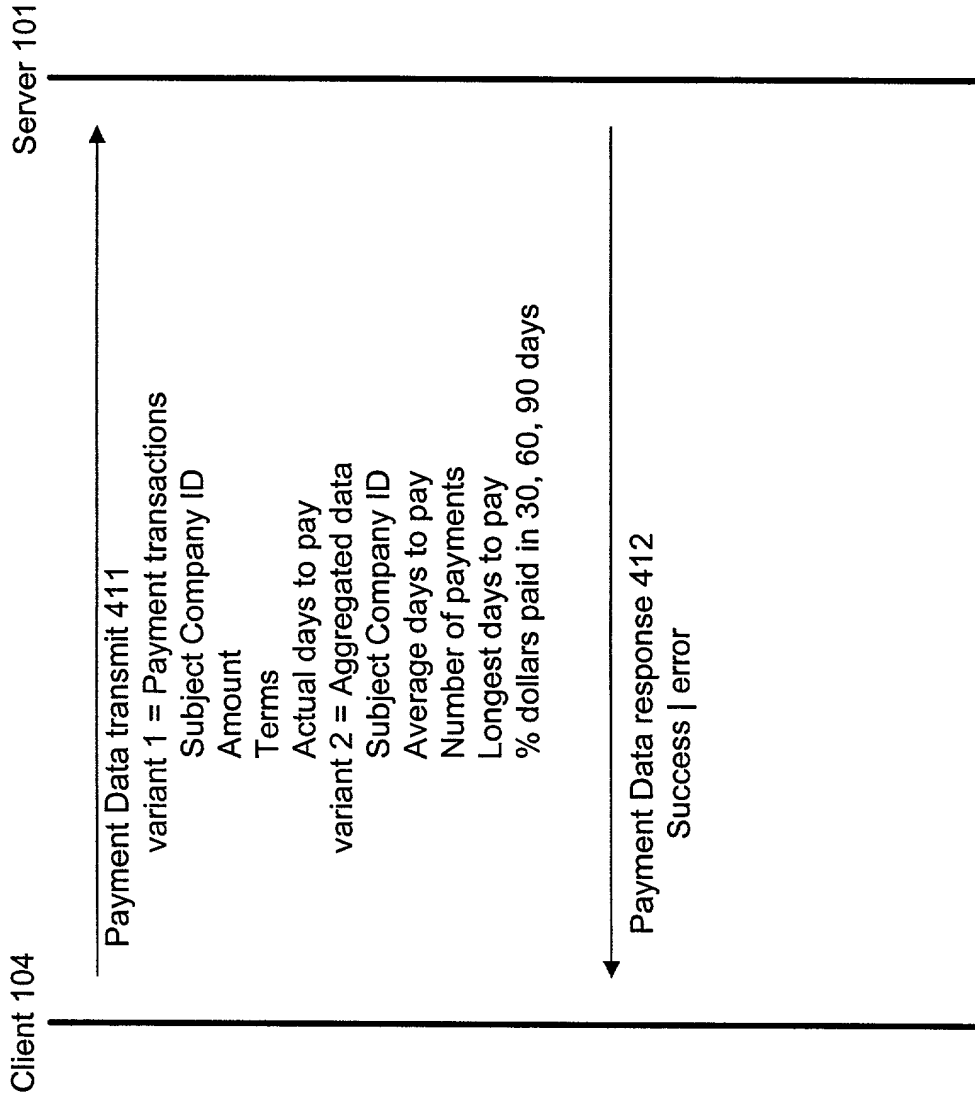 Client 104
Server 101
Payment Data transmit 411
variant 1 = Payment transactions
Subject Company ID
Amount
Terms
Actual days to pay
variant 2 = Aggregated data
Subject Company ID
Average days to pay
Number of payments
Longest days to pay
% dollars paid in 30, 60, 90 days
Payment Data response 412
Success | error